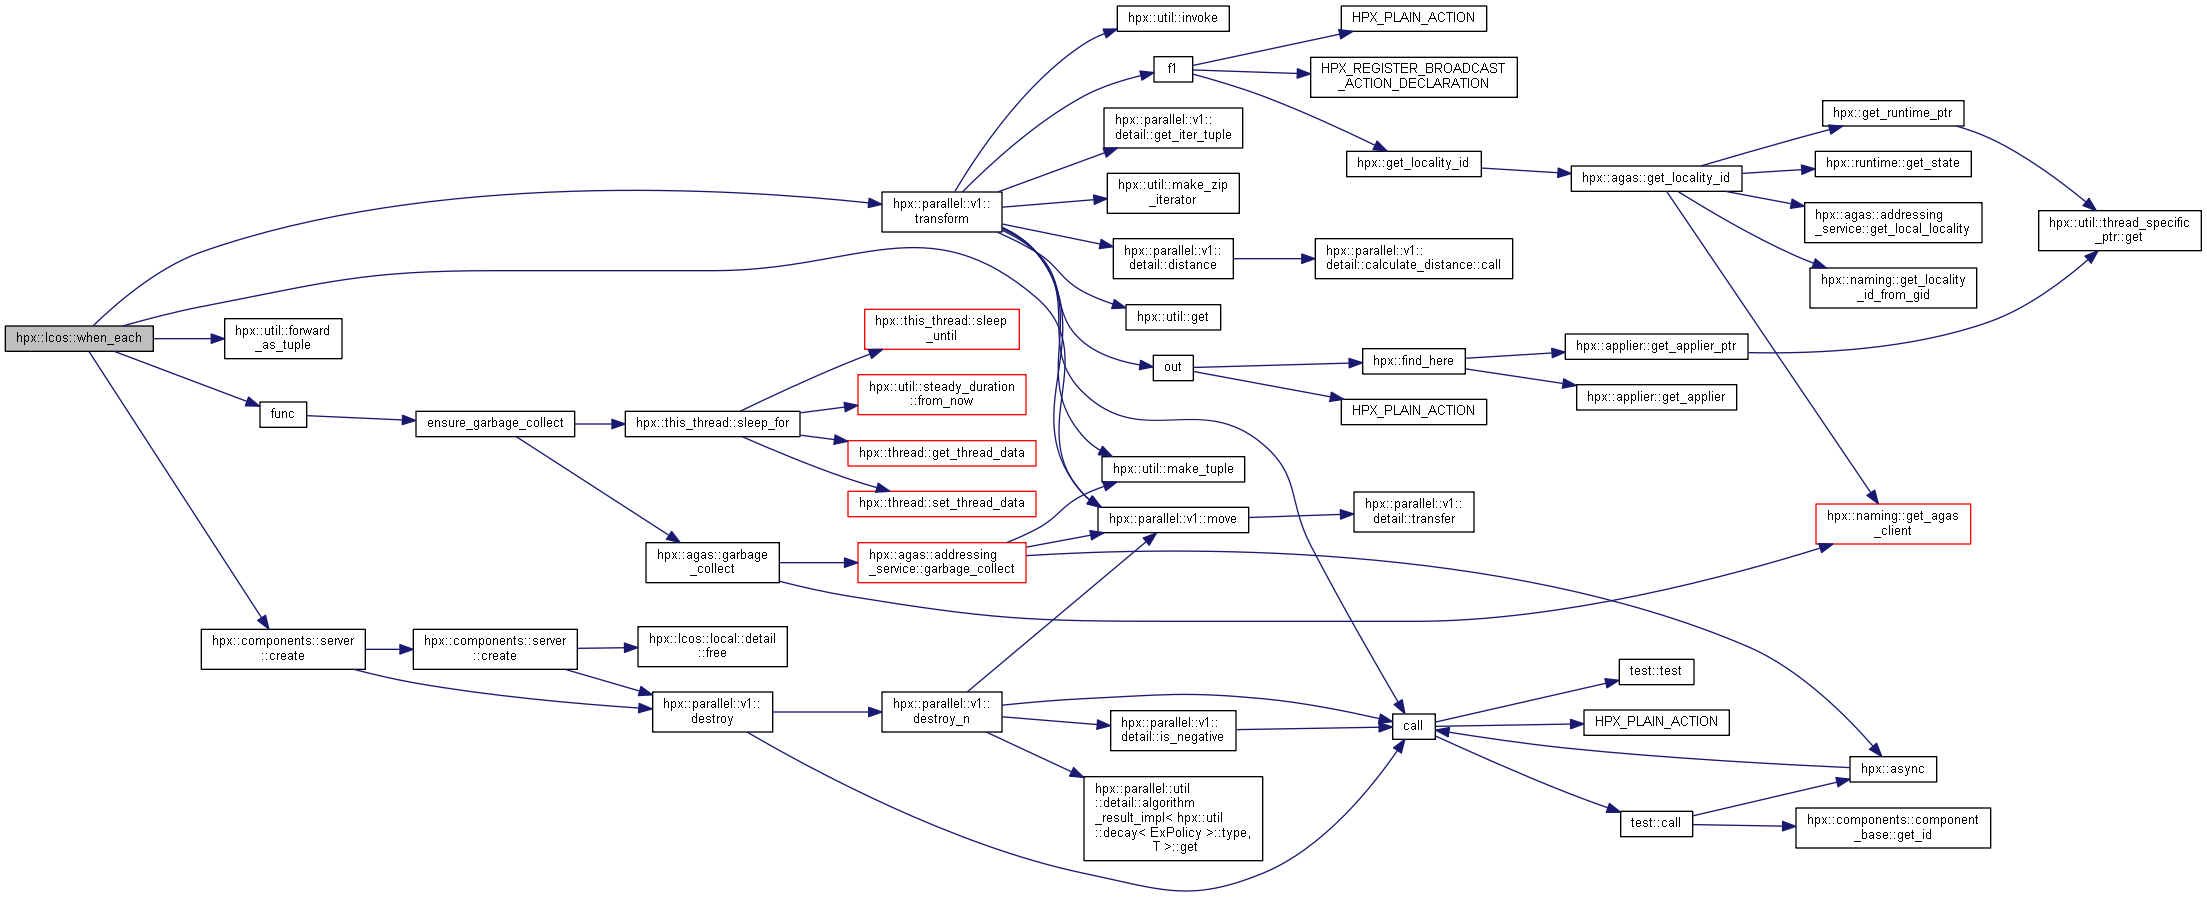 hpx::lcos::when_each
hpx::util::forward
_as_tuple
func
hpx::components::server
::create
ensure_garbage_collect
hpx::components::server
::create
hpx::this_thread::sleep_for
hpx::agas::garbage
_collect
hpx::lcos::local::detail
::free
hpx::parallel::v1::
destroy
hpx::parallel::v1::
transform
hpx::this_thread::sleep
_until
hpx::util::steady_duration
::from_now
hpx::thread::get_thread_data
hpx::thread::set_thread_data
hpx::agas::addressing
_service::garbage_collect
hpx::parallel::v1::
destroy_n
hpx::util::invoke
f1
hpx::parallel::v1::
detail::get_iter_tuple
hpx::util::make_zip
_iterator
hpx::parallel::v1::
detail::distance
hpx::util::get
out
hpx::util::make_tuple
hpx::parallel::v1::move
hpx::parallel::v1::
detail::is_negative
hpx::parallel::util
::detail::algorithm
_result_impl< hpx::util
::decay< ExPolicy >::type,
T >::get
HPX_PLAIN_ACTION
HPX_REGISTER_BROADCAST
_ACTION_DECLARATION
hpx::get_locality_id
hpx::parallel::v1::
detail::calculate_distance::call
hpx::find_here
HPX_PLAIN_ACTION
hpx::parallel::v1::
detail::transfer
call
hpx::agas::get_locality_id
hpx::applier::get_applier_ptr
hpx::applier::get_applier
test::test
HPX_PLAIN_ACTION
test::call
hpx::get_runtime_ptr
hpx::runtime::get_state
hpx::agas::addressing
_service::get_local_locality
hpx::naming::get_locality
_id_from_gid
hpx::naming::get_agas
_client
hpx::async
hpx::components::component
_base::get_id
hpx::util::thread_specific
_ptr::get